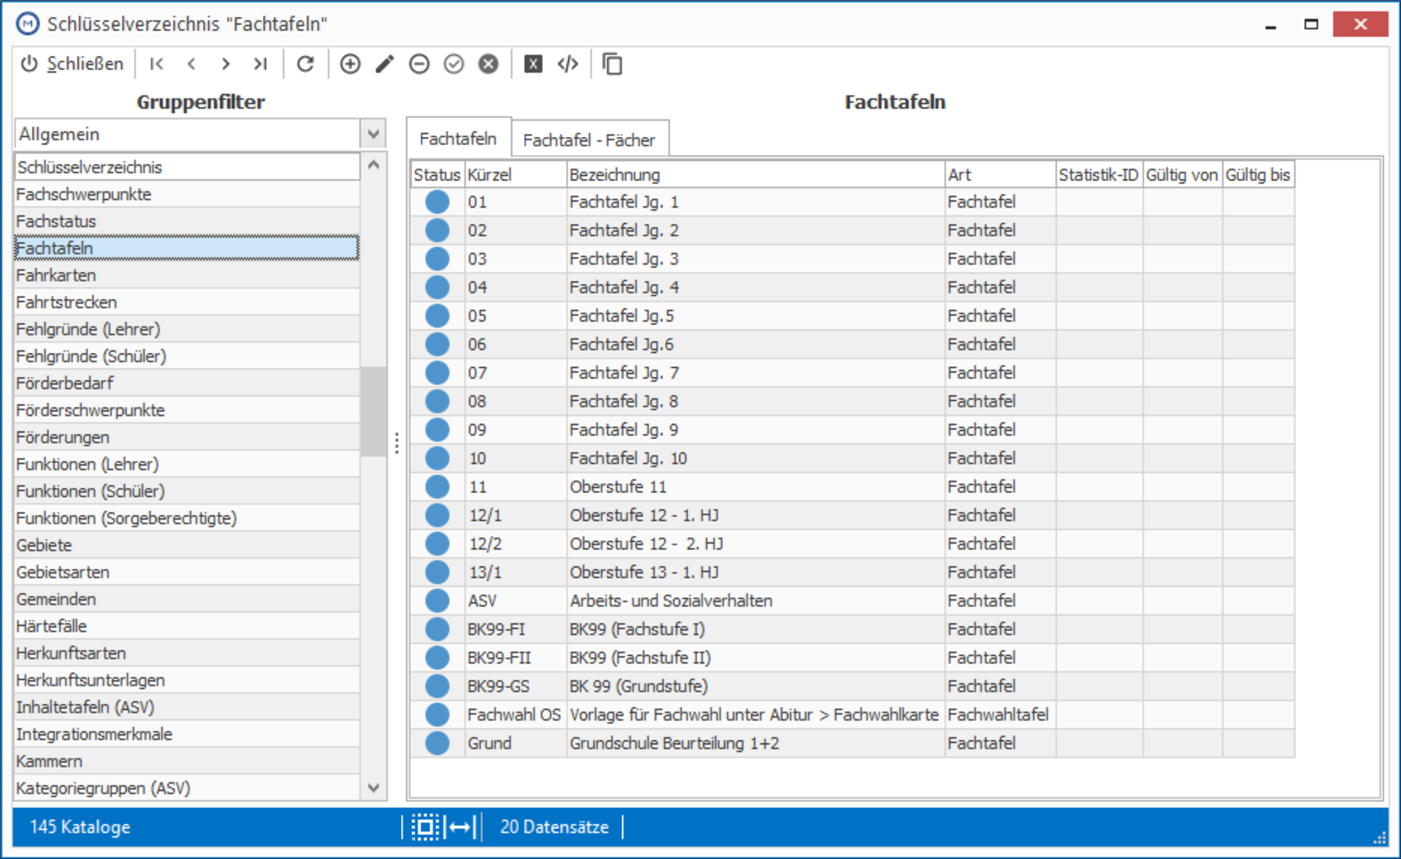 Schlüsselverzeichnis "Fachtafeln"
Schließen
Gruppenfilter
Allgemein
Schlüsselverzeichnis
Fachschwerpunkte
Fachstatus
Fachtafeln
Fahrkarten
Fahrtstrecken
Fehlgründe (Lehrer)
Fehlgründe (Schüler)
Förderbedarf
Förderschwerpunkte
Förderungen
Funktionen (Lehrer)
Funktionen (Schüler)
Funktionen (Sorgeberechtigte)
Gebiete
Gebietsarten
Gemeinden
Härtefälle
Herkunftsarten
Herkunftsunterlagen
Inhaltetafeln (ASV)
Integrationsmerkmale
Kammern
Kategoriegruppen (ASV)
Fachtafeln
Fachtafeln Fachtafel - Fächer
Status Kürzel Bezeichnung Art Statistik-ID Gültig von Gültig bis
01 Fachtafel Jg. 1 Fachtafel
02 Fachtafel Jg. 2 Fachtafel
03 Fachtafel Jg. 3 Fachtafel
04 Fachtafel Jg. 4 Fachtafel
05 Fachtafel Jg.5 Fachtafel
06 Fachtafel Jg.6 Fachtafel
07 Fachtafel Jg. 7 Fachtafel
08 Fachtafel Jg. 8 Fachtafel
09 Fachtafel Jg. 9 Fachtafel
10 Fachtafel Jg. 10 Fachtafel
11 Oberstufe 11 Fachtafel
12/1 Oberstufe 12 - 1. HJ Fachtafel
12/2 Oberstufe 12 -  2. HJ Fachtafel
13/1 Oberstufe 13 - 1. HJ Fachtafel
ASV Arbeits- und Sozialverhalten Fachtafel
BK99-FI BK99 (Fachstufe I) Fachtafel
BK99-FII BK99 (Fachstufe II) Fachtafel
BK99-GS BK 99 (Grundstufe) Fachtafel
Fachwahl OS Vorlage für Fachwahl unter Abitur > Fachwahlkarte Fachwahltafel
Grund Grundschule Beurteilung 1+2 Fachtafel
145 Kataloge 20 Datensätze